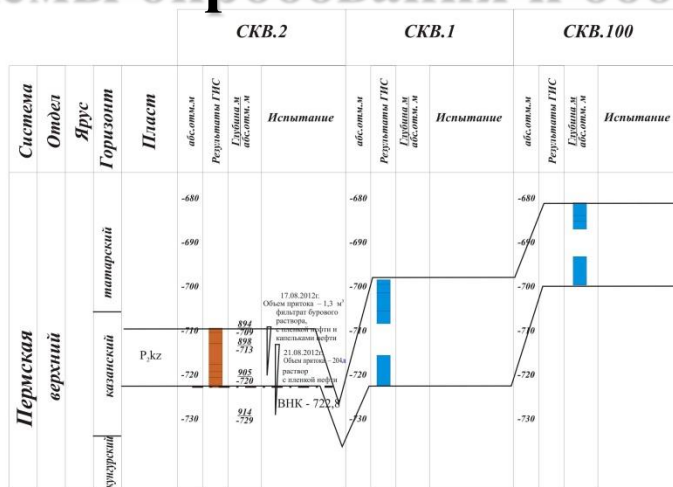 СКВ.2 СКВ.1 СКВ.100
Система
Отдел
Ярус
Горизонт
Пласт
абс.отм.м
Результаты ГИС
Глубина м
абс.отм. м
Испытание
абс.отм.м
Результаты ГИС
Глубина м
абс.отм. м
Испытание
абс.отм.м
Результаты ГИС
Глубина м
абс.отм. м
Испытание
Пермская
верхний
татарский
казанский
кунгурский
P₂kz
-680
-690
-700
-710
-720
-730
894
-709
898
-713
905
-720
914
-729
17.08.2012г.
Объем притока – 1,3 м³
фильтрат бурового
раствора,
с пленкой нефти и
капельками нефти
21.08.2012г.
Объем притока – 204л
раствор
с пленкой нефти
ВНК - 722,8
-680
-690
-700
-710
-720
-730
-680
-690
-700
-710
-720
-730